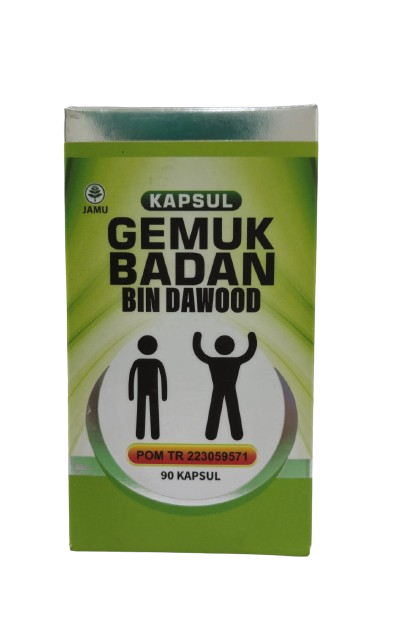 KAPSUL
JAMU
GEMUK
BADAN
BIN DAWOOD
POM TR 223059571
90 KAPSUL